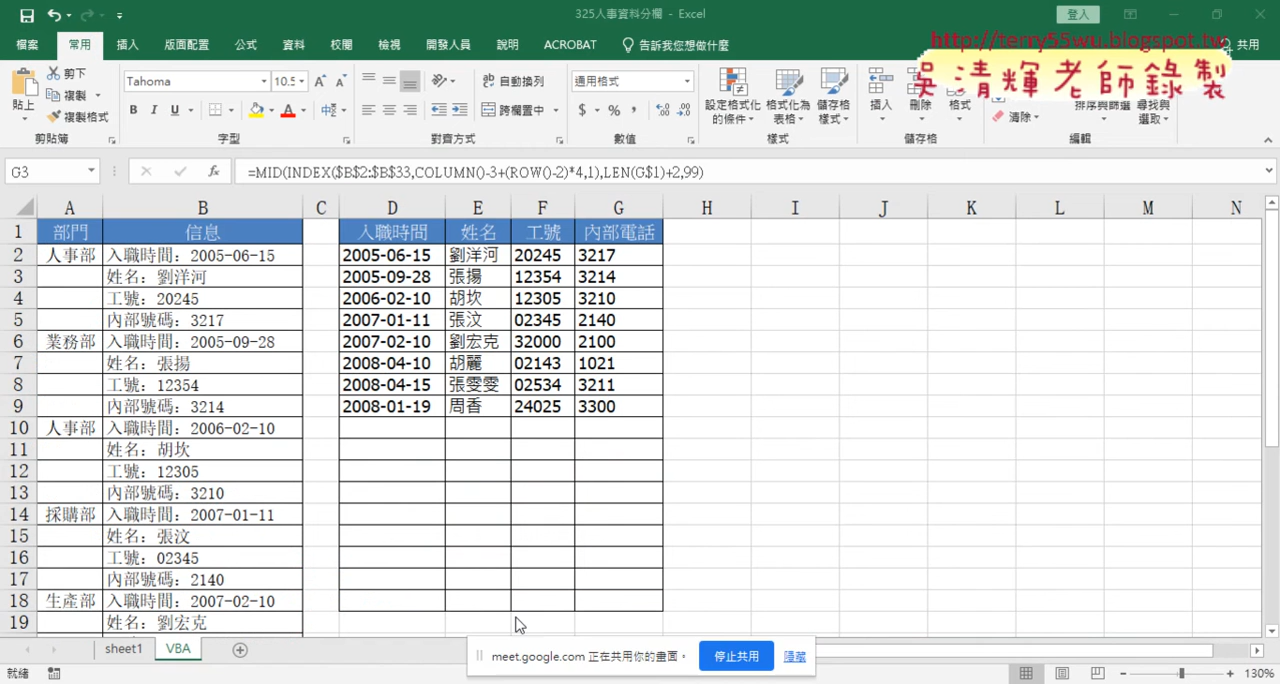 325人事資料分欄 - Excel
登入
http://terry55wu.blogspot.tw
吳清輝老師錄製
檔案 常用 插入 版面配置 公式 資料 校閱 檢視 開發人員 說明 ACROBAT 告訴我您想做什麼 共用
貼上 剪下 複製 複製格式 剪貼簿
Tahoma 10.5 B I U 字型
自動換列 跨欄置中 對齊方式
通用格式 $ % 數值
設定格式化的條件 格式化為表格 儲存格樣式 樣式
插入 刪除 格式 儲存格
清除 排序與篩選 尋找與選取 編輯
G3 fx =MID(INDEX($B$2:$B$33,COLUMN()-3+(ROW()-2)*4,1),LEN(G$1)+2,99)
A B C D E F G H I J K L M N
1 部門 信息 入職時間 姓名 工號 內部電話
2 人事部 入職時間：2005-06-15 2005-06-15 劉洋河 20245 3217
3 姓名：劉洋河 2005-09-28 張揚 12354 3214
4 工號：20245 2006-02-10 胡坎 12305 3210
5 內部號碼：3217 2007-01-11 張汶 02345 2140
6 業務部 入職時間：2005-09-28 2007-02-10 劉宏克 32000 2100
7 姓名：張揚 2008-04-10 胡麗 02143 1021
8 工號：12354 2008-04-15 張雯雯 02534 3211
9 內部號碼：3214 2008-01-19 周香 24025 3300
10 人事部 入職時間：2006-02-10
11 姓名：胡坎
12 工號：12305
13 內部號碼：3210
14 採購部 入職時間：2007-01-11
15 姓名：張汶
16 工號：02345
17 內部號碼：2140
18 生產部 入職時間：2007-02-10
19 姓名：劉宏克
sheet1 VBA
meet.google.com 正在共用你的畫面。 停止共用 隱藏
就緒 130%